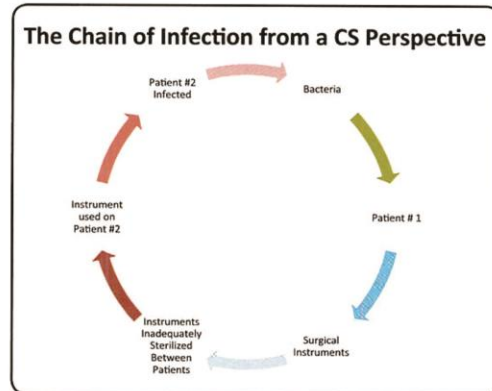 The Chain of Infection from a CS Perspective
Bacteria
Patient # 1
Surgical
Instruments
Instruments
Inadequately
Sterilized
Between
Patients
Instrument
used on
Patient #2
Patient #2
Infected